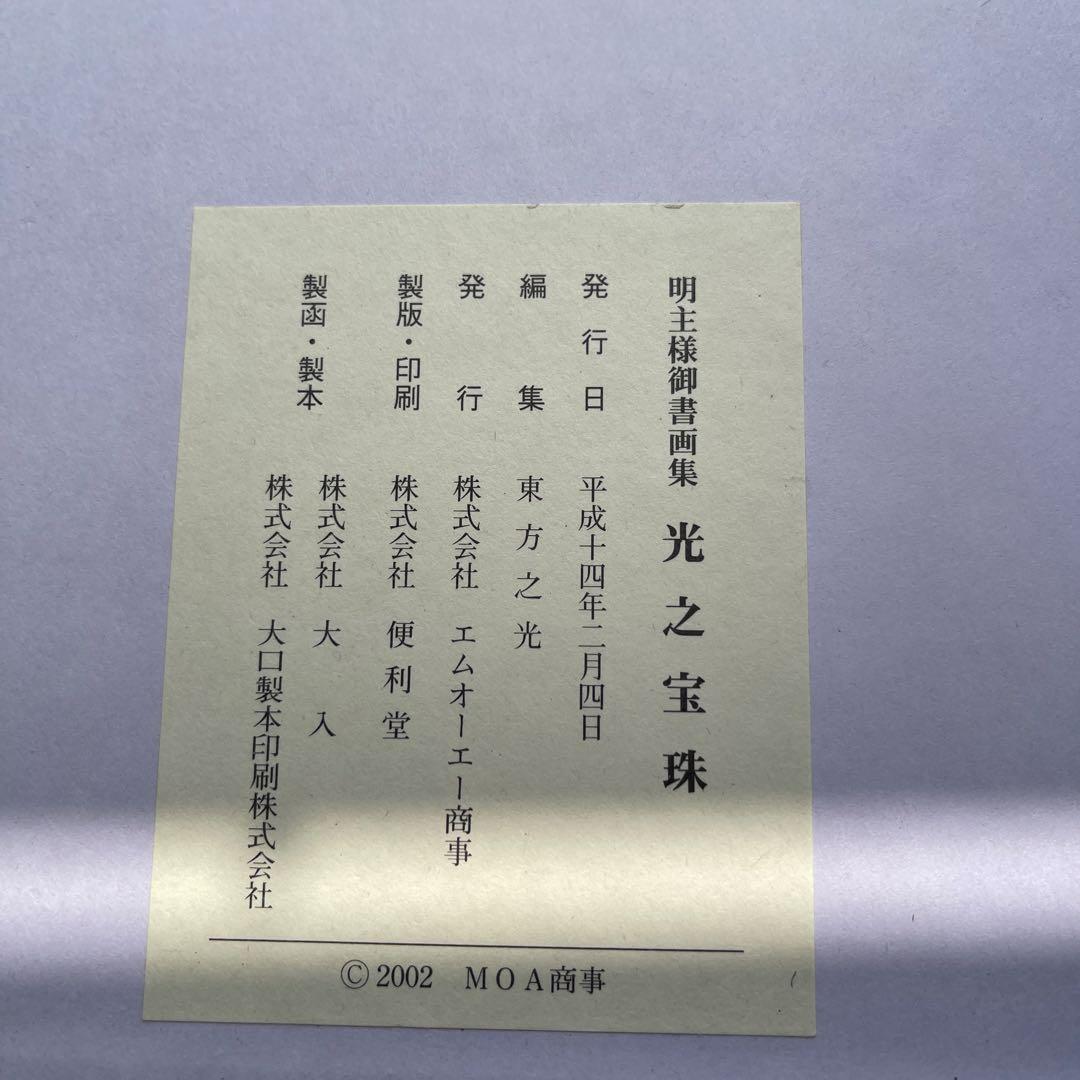 明主様御書画集 光之宝珠
発行日 平成十四年二月四日
編集 東方之光
発行 株式会社 エムオーエー商事
製版・印刷 株式会社 便利堂
製函・製本 株式会社 大入
株式会社 大口製本印刷株式会社
©2002 MOA商事